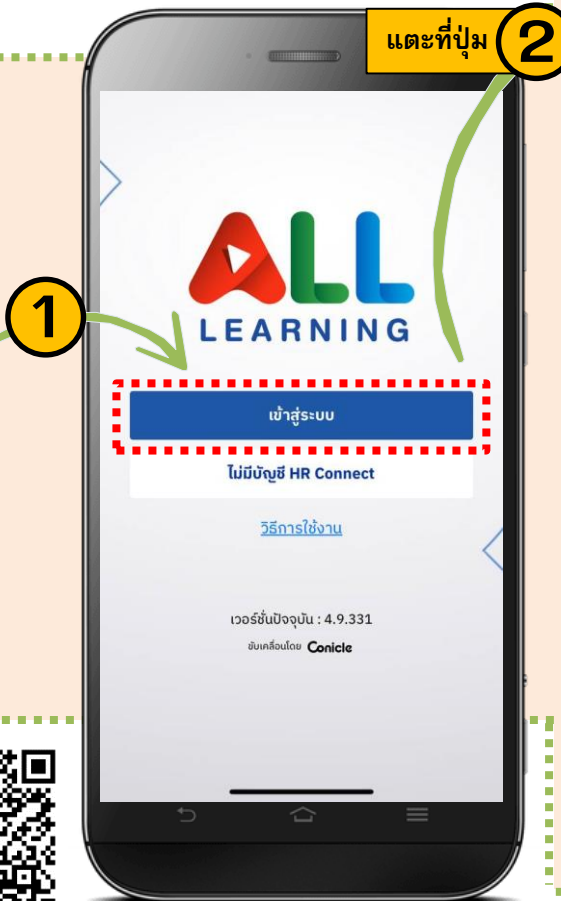 แตะที่ปุ่ม
2
1
ALL
LEARNING
เข้าสู่ระบบ
ไม่มีบัญชี HR Connect
วิธีการใช้งาน
เวอร์ชั่นปัจจุบัน : 4.9.331
ขับเคลื่อนโดย Conicle